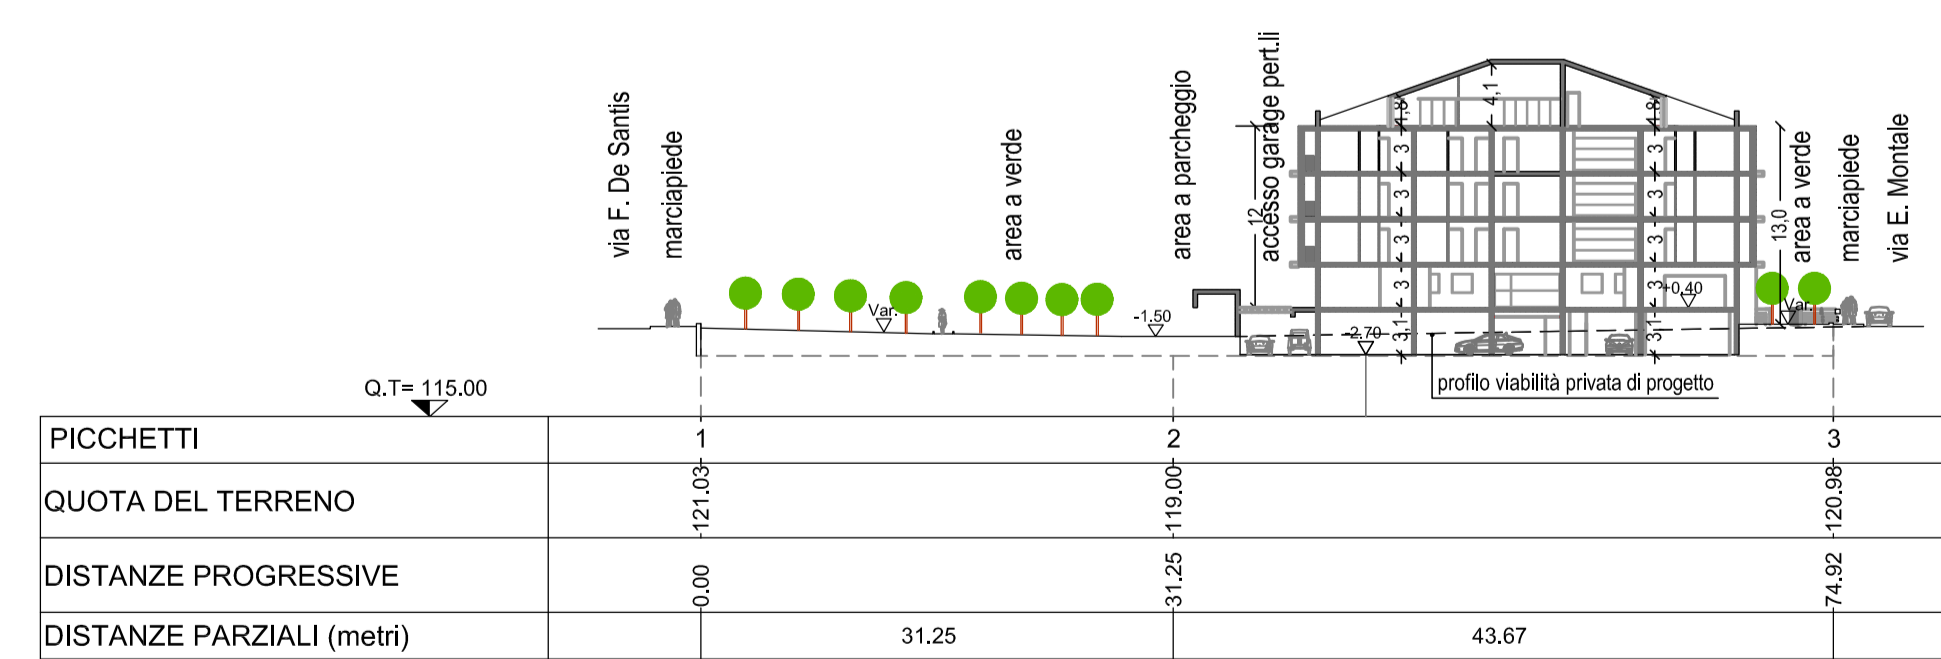 via F. De Santis
marciapiede
area a verde
area a parcheggio
accesso garage pert.li
area a verde
marciapiede
via E. Montale
4,1
1,8
1,8
3
3
3
3
3
3
3
3
3,1
3,1
12
13,0
Var.
-1.50
-2.70
+0.40
Var.
profilo viabilità privata di progetto
Q.T= 115.00
PICCHETTI 1 2 3
QUOTA DEL TERRENO 121.03 119.00 120.98
DISTANZE PROGRESSIVE 0.00 31.25 74.92
DISTANZE PARZIALI (metri) 31.25 43.67